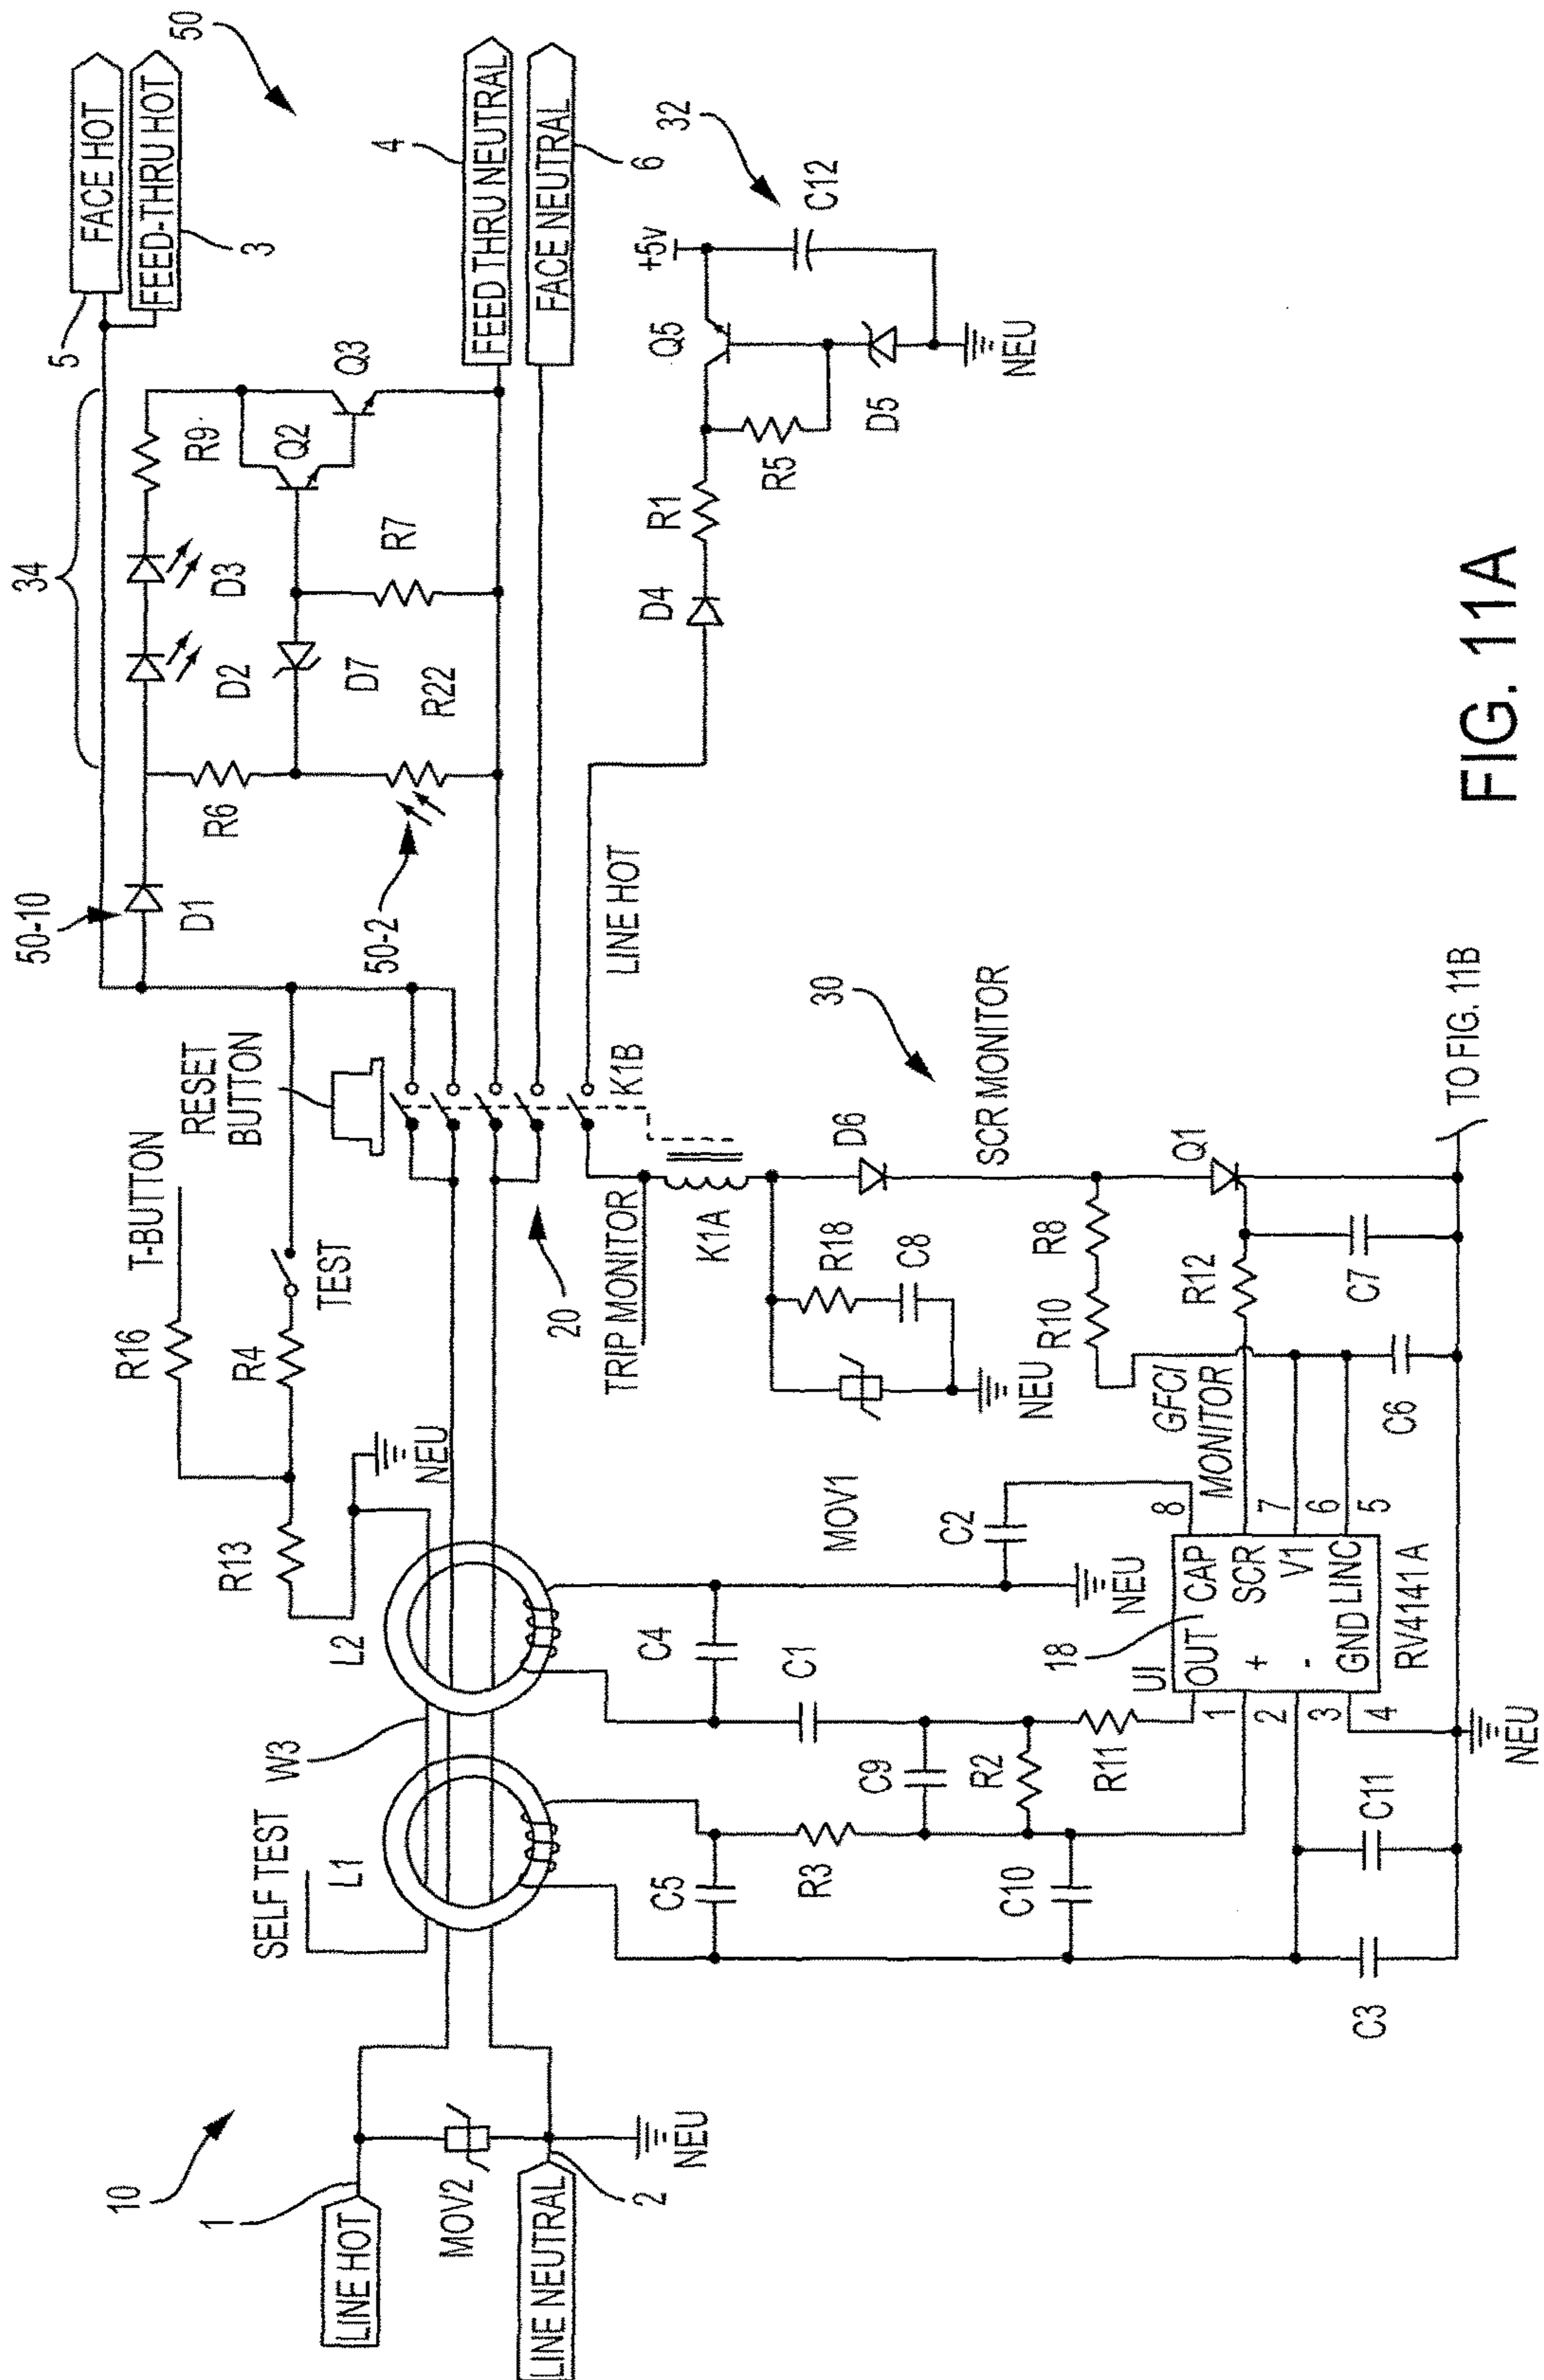 10
1
LINE HOT
MOV2
LINE NEUTRAL
2
NEU
SELF TEST
L1
W3
L2
R13
NEU
R16
T-BUTTON
R4
TEST
RESET
BUTTON
50-10
D1
34
R6
D2
D3
R9
Q2
Q3
D7
R7
R22
50-2
5
FACE HOT
FEED-THRU HOT
3
50
4
FEED THRU NEUTRAL
FACE NEUTRAL
6
20
TRIP MONITOR
K1A
K1B
LINE HOT
D4
R1
R5
Q5
D5
+5v
C12
32
NEU
C5
R3
C10
C3
C11
C9
R2
R11
C4
C1
NEU
C2
MOV1
NEU
R18
C8
D6
30
SCR MONITOR
R10
R8
R12
Q1
GFCI
MONITOR
C6
C7
18
U1
OUT CAP
+ SCR
- V1
GND LINC
1
2
3
4
8
7
6
5
RV4141A
NEU
TO FIG. 11B
FIG. 11A